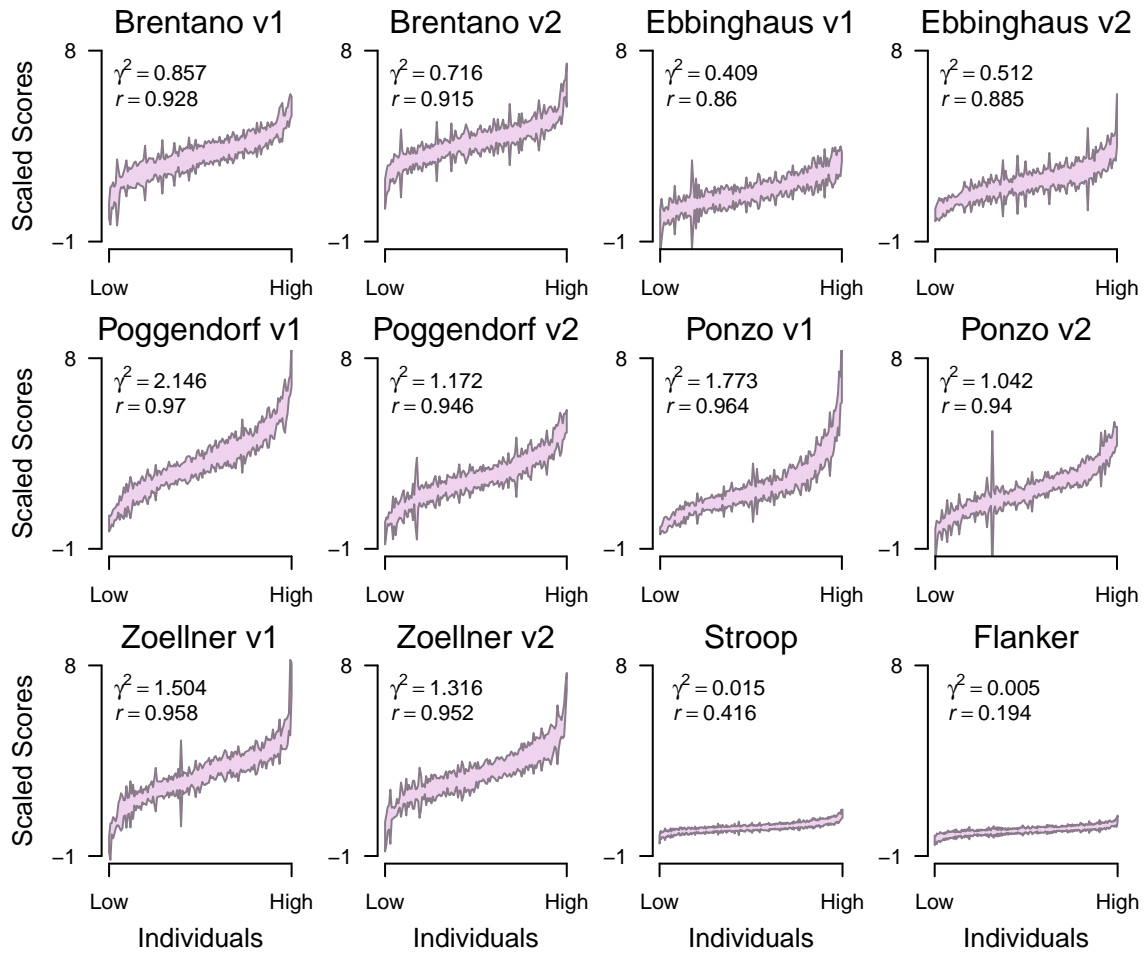 Brentano v1
Brentano v2
Ebbinghaus v1
Ebbinghaus v2
Scaled Scores
8
γ² = 0.857
r = 0.928
−1
Low
High
8
γ² = 0.716
r = 0.915
−1
Low
High
8
γ² = 0.409
r = 0.86
−1
Low
High
8
γ² = 0.512
r = 0.885
−1
Low
High
Poggendorf v1
Poggendorf v2
Ponzo v1
Ponzo v2
Scaled Scores
8
γ² = 2.146
r = 0.97
−1
Low
High
8
γ² = 1.172
r = 0.946
−1
Low
High
8
γ² = 1.773
r = 0.964
−1
Low
High
8
γ² = 1.042
r = 0.94
−1
Low
High
Zoellner v1
Zoellner v2
Stroop
Flanker
Scaled Scores
8
γ² = 1.504
r = 0.958
−1
Low
High
Individuals
8
γ² = 1.316
r = 0.952
−1
Low
High
Individuals
8
γ² = 0.015
r = 0.416
−1
Low
High
Individuals
8
γ² = 0.005
r = 0.194
−1
Low
High
Individuals